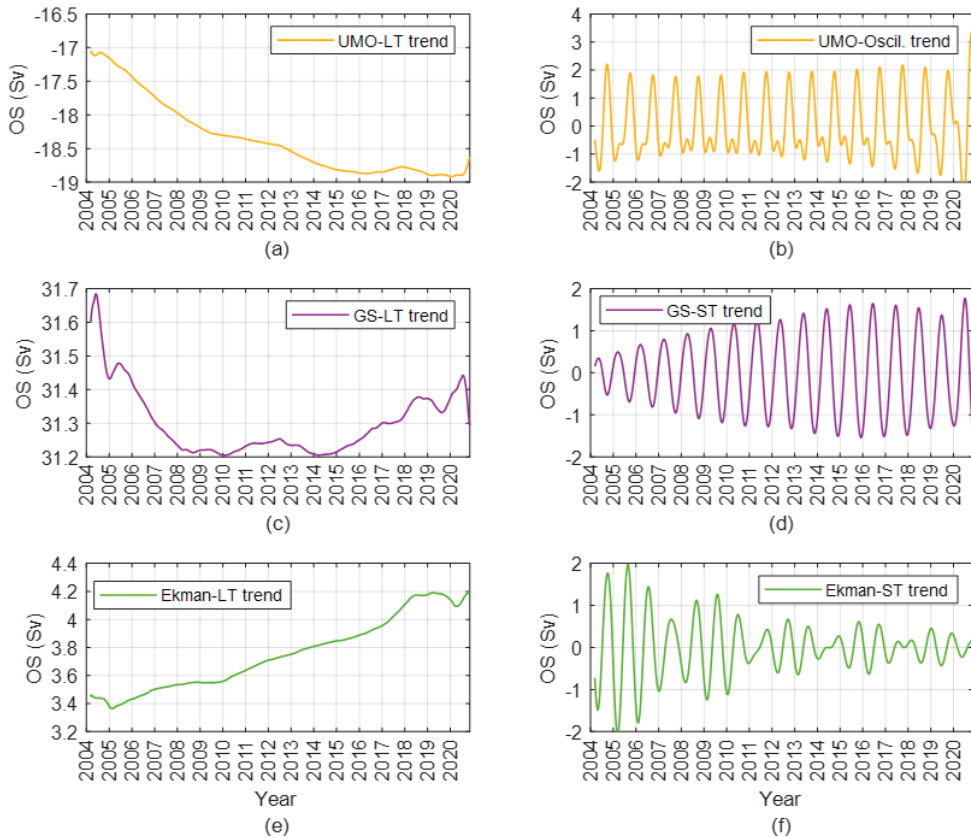 -16.5
-17
-17.5
-18
-18.5
-19
OS (Sv)
UMO-LT trend
2004 2005 2006 2007 2008 2009 2010 2011 2012 2013 2014 2015 2016 2017 2018 2019 2020
(a)
4
3
2
1
0
-1
-2
OS (Sv)
UMO-Oscil. trend
2004 2005 2006 2007 2008 2009 2010 2011 2012 2013 2014 2015 2016 2017 2018 2019 2020
(b)
31.7
31.6
31.5
31.4
31.3
31.2
OS (Sv)
GS-LT trend
2004 2005 2006 2007 2008 2009 2010 2011 2012 2013 2014 2015 2016 2017 2018 2019 2020
(c)
2
1
0
-1
-2
OS (Sv)
GS-ST trend
2004 2005 2006 2007 2008 2009 2010 2011 2012 2013 2014 2015 2016 2017 2018 2019 2020
(d)
4.4
4.2
4
3.8
3.6
3.4
3.2
OS (Sv)
Ekman-LT trend
2004 2005 2006 2007 2008 2009 2010 2011 2012 2013 2014 2015 2016 2017 2018 2019 2020
Year
(e)
2
1
0
-1
-2
OS (Sv)
Ekman-ST trend
2004 2005 2006 2007 2008 2009 2010 2011 2012 2013 2014 2015 2016 2017 2018 2019 2020
Year
(f)